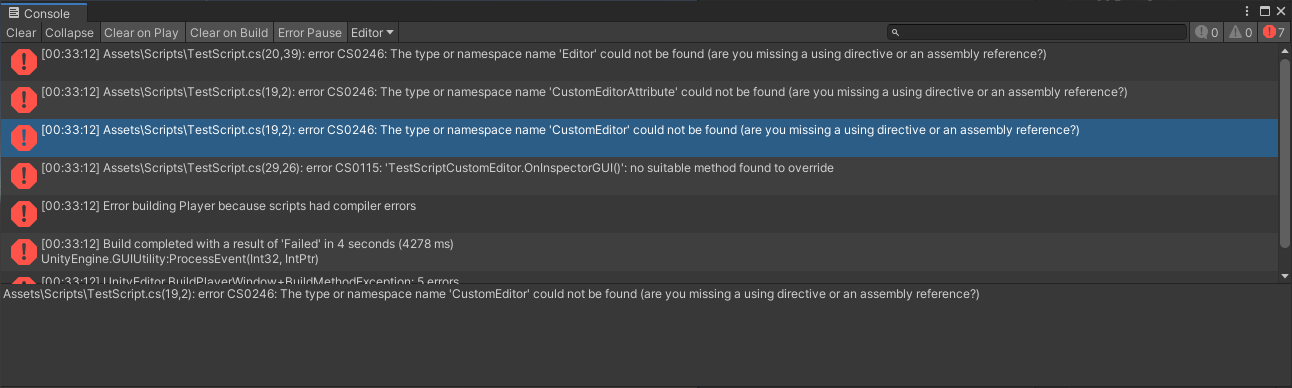 Console
Clear Collapse Clear on Play Clear on Build Error Pause Editor 0 0 7
[00:33:12] Assets\Scripts\TestScript.cs(20,39): error CS0246: The type or namespace name 'Editor' could not be found (are you missing a using directive or an assembly reference?)
[00:33:12] Assets\Scripts\TestScript.cs(19,2): error CS0246: The type or namespace name 'CustomEditorAttribute' could not be found (are you missing a using directive or an assembly reference?)
[00:33:12] Assets\Scripts\TestScript.cs(19,2): error CS0246: The type or namespace name 'CustomEditor' could not be found (are you missing a using directive or an assembly reference?)
[00:33:12] Assets\Scripts\TestScript.cs(29,26): error CS0115: 'TestScriptCustomEditor.OnInspectorGUI()': no suitable method found to override
[00:33:12] Error building Player because scripts had compiler errors
[00:33:12] Build completed with a result of 'Failed' in 4 seconds (4278 ms)
UnityEngine.GUIUtility:ProcessEvent(Int32, IntPtr)
[00:33:12] UnityEditor.BuildPlayerWindow+BuildMethodException: 5 errors
Assets\Scripts\TestScript.cs(19,2): error CS0246: The type or namespace name 'CustomEditor' could not be found (are you missing a using directive or an assembly reference?)